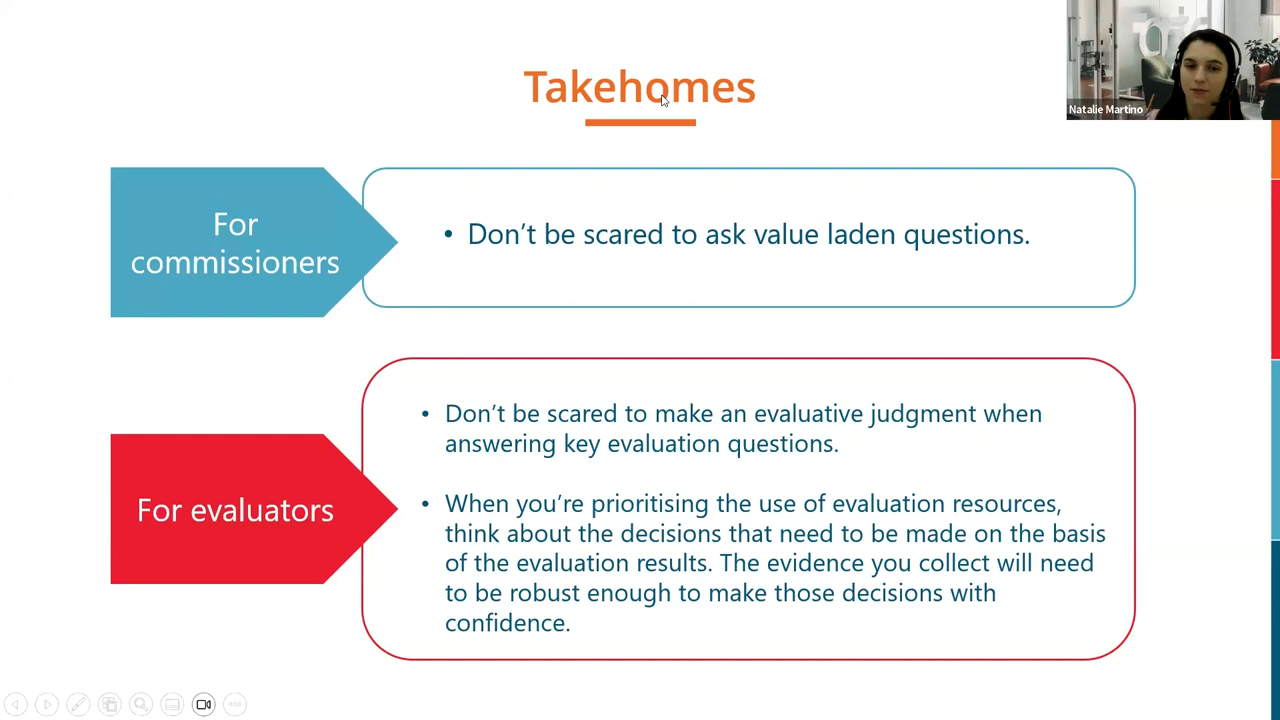 Takehomes
Natalie Martino
For
commissioners
• Don’t be scared to ask value laden questions.
For evaluators
• Don’t be scared to make an evaluative judgment when
answering key evaluation questions.
• When you’re prioritising the use of evaluation resources,
think about the decisions that need to be made on the basis
of the evaluation results. The evidence you collect will need
to be robust enough to make those decisions with
confidence.